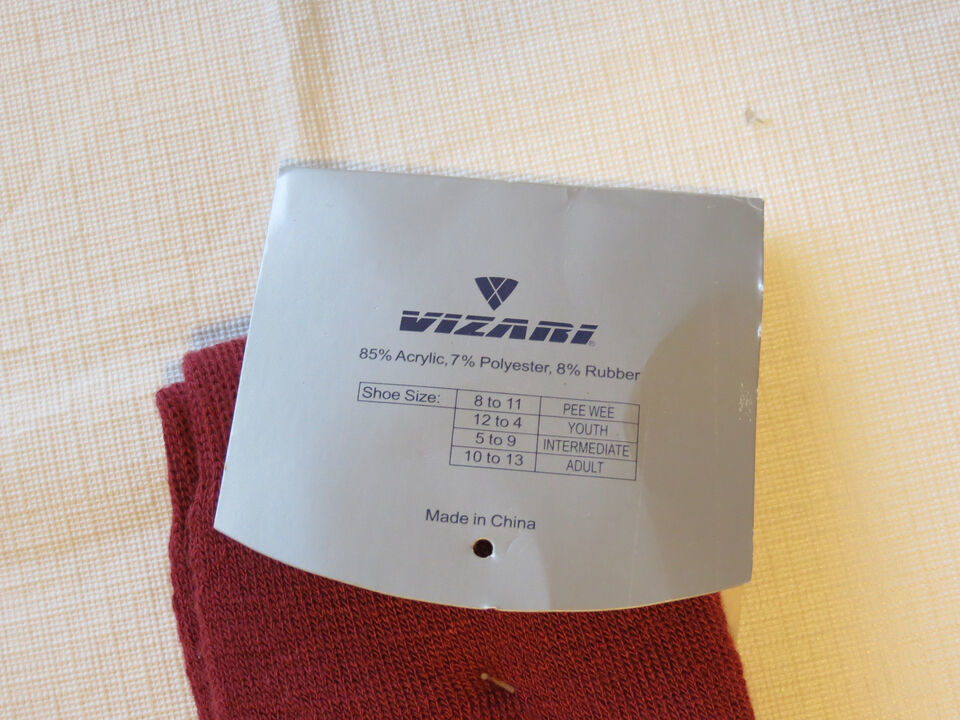 VIZARI®
85% Acrylic, 7% Polyester, 8% Rubber
Shoe Size: 8 to 11 PEE WEE
12 to 4 YOUTH
5 to 9 INTERMEDIATE
10 to 13 ADULT
Made in China